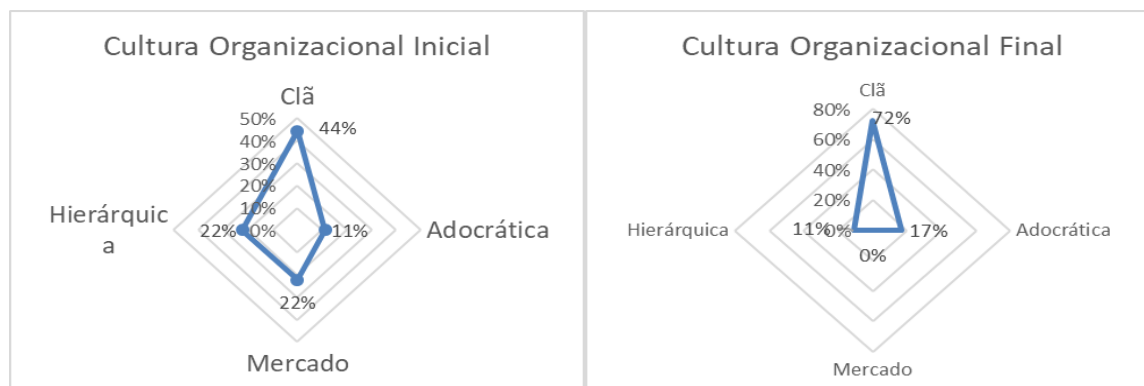 Cultura Organizacional Inicial
Clã
50%
44%
40%
30%
20%
10%
Hierárquic
a
22%
0%
11%
Adocrática
22%
Mercado
Cultura Organizacional Final
Clã
80%
72%
60%
40%
20%
Hierárquica
11%
0%
17%
Adocrática
0%
Mercado